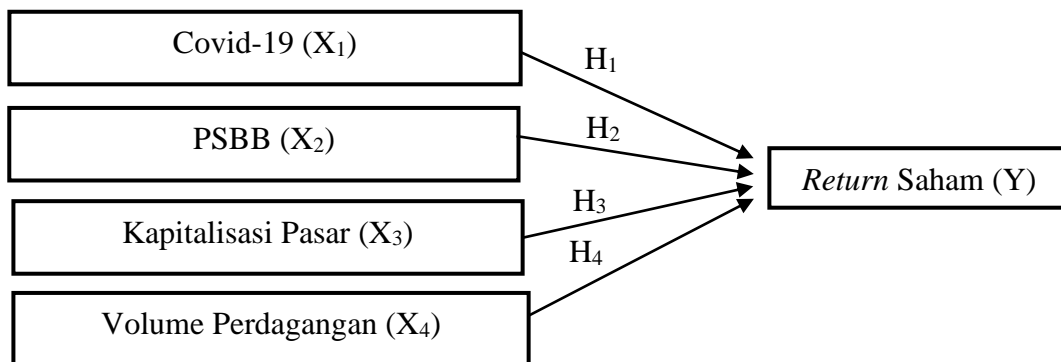 Covid-19 (X₁)
H₁
PSBB (X₂)
H₂
Return Saham (Y)
Kapitalisasi Pasar (X₃)
H₃
H₄
Volume Perdagangan (X₄)